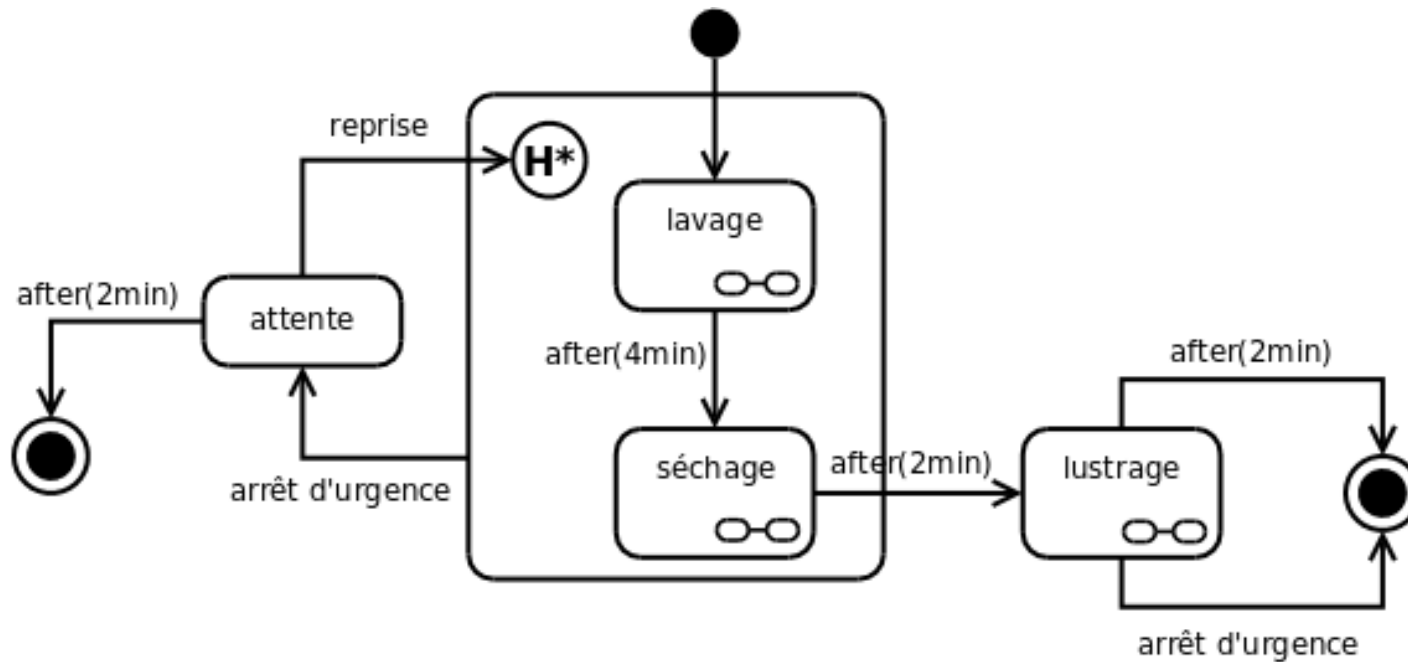 reprise
H*
lavage
after(2min)
attente
after(4min)
after(2min)
séchage
after(2min)
lustrage
arrêt d'urgence
arrêt d'urgence